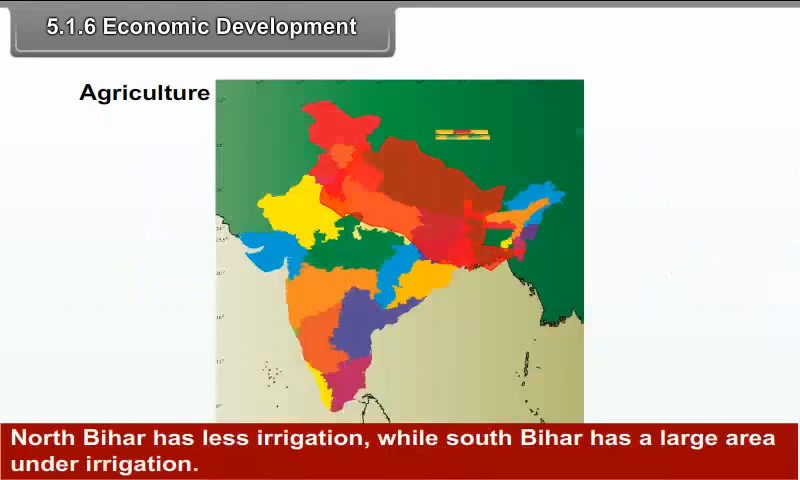 5.1.6 Economic Development
Agriculture
North Bihar has less irrigation, while south Bihar has a large area
under irrigation.